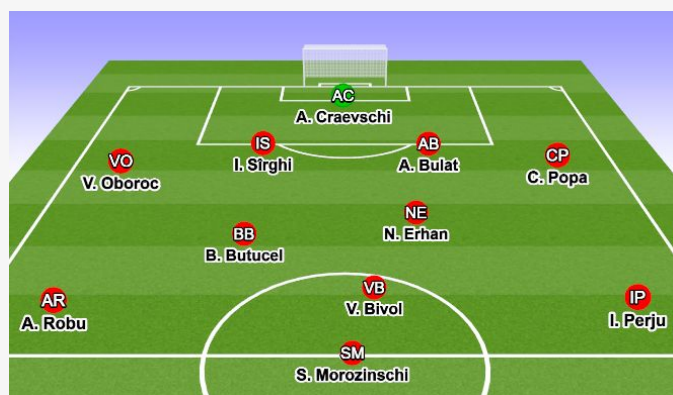 AC
A. Craevschi
IS
I. Sîrghi
AB
A. Bulat
VO
V. Oboroc
CP
C. Popa
NE
N. Erhan
BB
B. Butucel
VB
V. Bivol
AR
A. Robu
IP
I. Perju
SM
S. Morozinschi